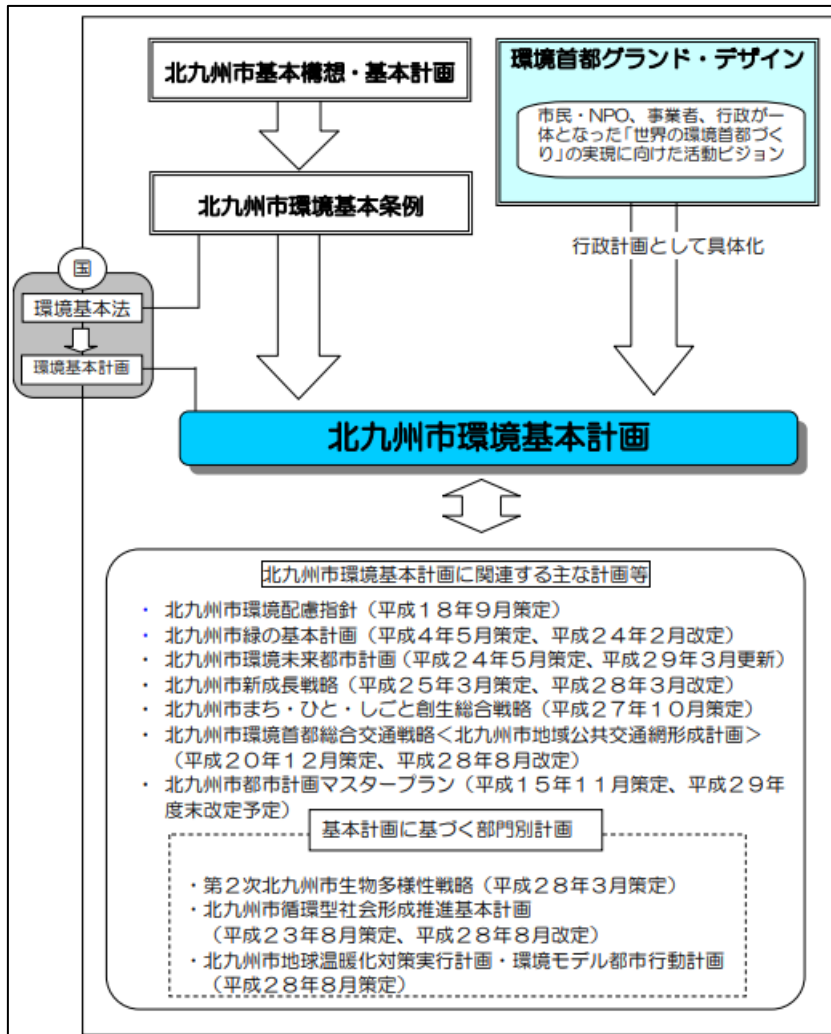 北九州市基本構想・基本計画
環境首都グランド・デザイン
市民・NPO、事業者、行政が一
体となった「世界の環境首都づく
り」の実現に向けた活動ビジョン
北九州市環境基本条例
行政計画として具体化
国
環境基本法
環境基本計画
北九州市環境基本計画
北九州市環境基本計画に関連する主な計画等
・ 北九州市環境配慮指針（平成１８年９月策定）
・ 北九州市緑の基本計画（平成４年５月策定、平成２４年２月改定）
・ 北九州市環境未来都市計画（平成２４年５月策定、平成２９年３月更新）
・ 北九州市新成長戦略（平成２５年３月策定、平成２８年３月改定）
・ 北九州市まち・ひと・しごと創生総合戦略（平成２７年１０月策定）
・ 北九州市環境首都総合交通戦略＜北九州市地域公共交通網形成計画＞
（平成２０年１２月策定、平成２８年８月改定）
・ 北九州市都市計画マスタープラン（平成１５年１１月策定、平成２９年
度末改定予定）
基本計画に基づく部門別計画
・第２次北九州市生物多様性戦略（平成２８年３月策定）
・北九州市循環型社会形成推進基本計画
（平成２３年８月策定、平成２８年８月改定）
・北九州市地球温暖化対策実行計画・環境モデル都市行動計画
（平成２８年８月策定）